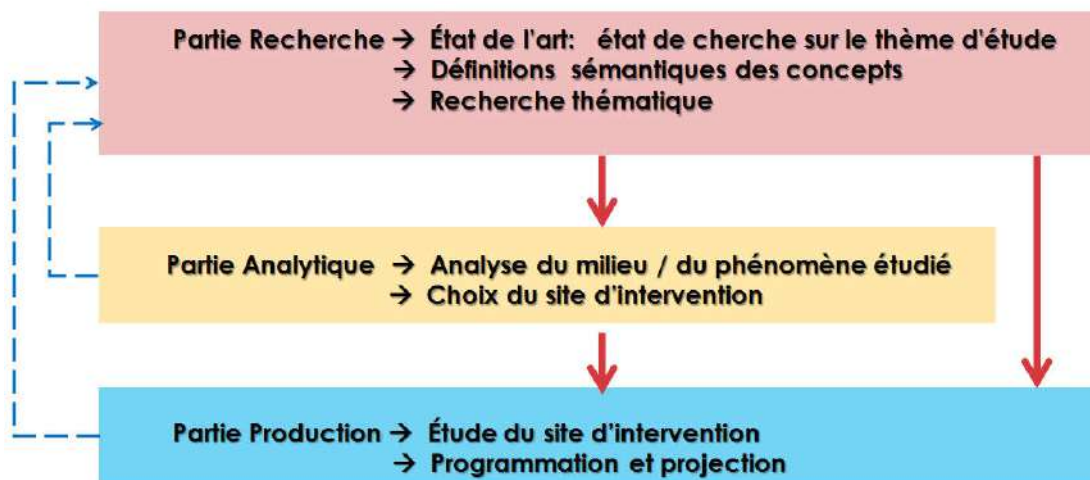 Partie Recherche → État de l'art: état de cherche sur le thème d'étude
→ Définitions sémantiques des concepts
→ Recherche thématique
Partie Analytique → Analyse du milieu / du phénomène étudié
→ Choix du site d'intervention
Partie Production → Étude du site d'intervention
→ Programmation et projection